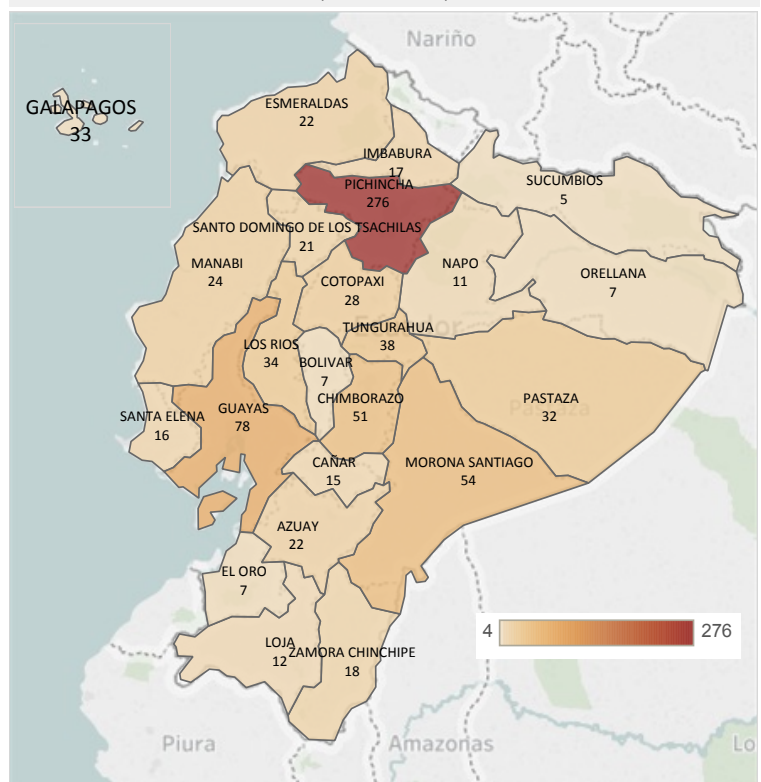 Nariño
GALAPAGOS
33
ESMERALDAS
22
IMBABURA
17
PICHINCHA
276
SUCUMBIOS
5
SANTO DOMINGO DE LOS TSACHILAS
21
MANABI
24
NAPO
11
ORELLANA
7
COTOPAXI
28
Ecuador
TUNGURAHUA
38
LOS RIOS
34
BOLIVAR
7
CHIMBORAZO
51
PASTAZA
32
Pastaza
SANTA ELENA
16
GUAYAS
78
CAÑAR
15
MORONA SANTIAGO
54
AZUAY
22
EL ORO
7
4 276
LOJA
12
ZAMORA CHINCHIPE
18
Piura
Amazonas
Lo